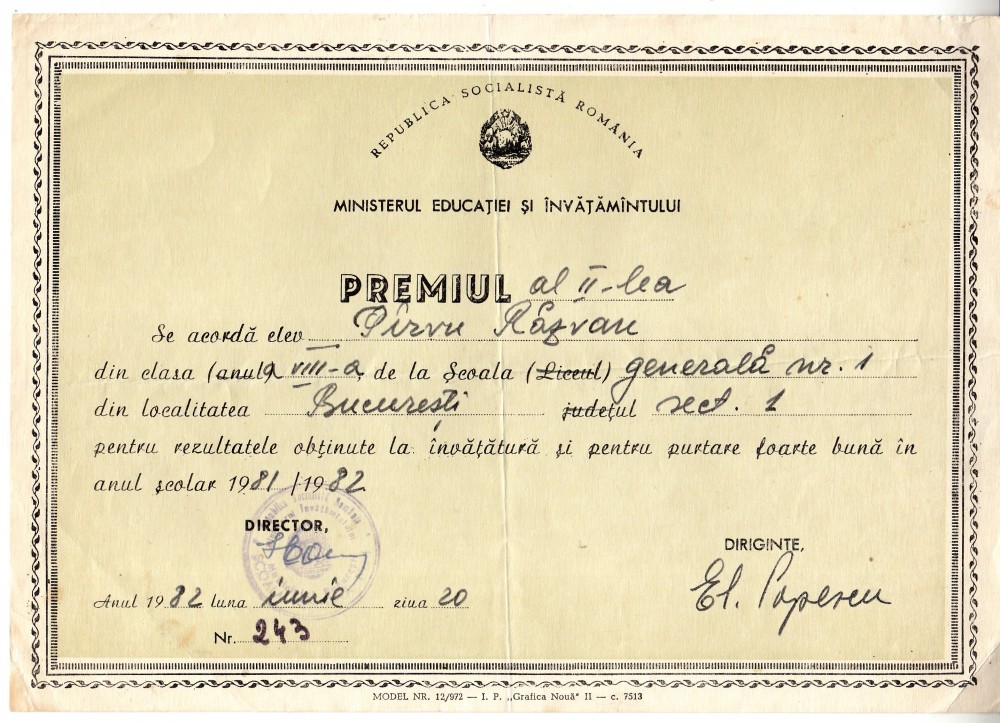 REPUBLICA SOCIALISTĂ ROMÂNIA
MINISTERUL EDUCAȚIEI ȘI ÎNVĂȚĂMÎNTULUI
PREMIUL al II-lea
Se acordă elev Pîrvu Răzvan
din clasa (anul) a VIII-a de la Școala (Liceul) generală nr. 1
din localitatea București județul sect. 1
pentru rezultatele obținute la învățătură și pentru purtare foarte bună în
anul școlar 1981/1982
DIRECTOR,
DIRIGINTE,
El. Popescu
Anul 1982 luna iunie ziua 20
Nr. 243
MODEL NR. 12/972 — I. P. „Grafica Nouă" II — c. 7513